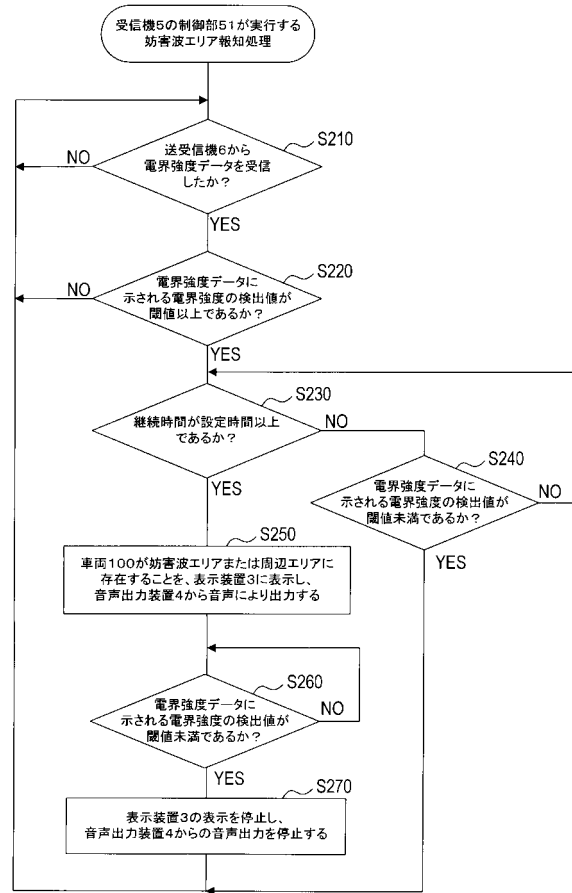 受信機5の制御部51が実行する
妨害波エリア報知処理
S210
送受信機6から
電界強度データを受信
したか？
NO
YES
S220
電界強度データに
示される電界強度の検出値が
閾値以上であるか？
NO
YES
S230
継続時間が設定時間以上
であるか？
NO
YES
S240
電界強度データに
示される電界強度の検出値が
閾値未満であるか？
NO
YES
S250
車両100が妨害波エリアまたは周辺エリアに
存在することを、表示装置3に表示し、
音声出力装置4から音声により出力する
S260
電界強度データに
示される電界強度の検出値が
閾値未満であるか？
NO
YES
S270
表示装置3の表示を停止し、
音声出力装置4からの音声出力を停止する